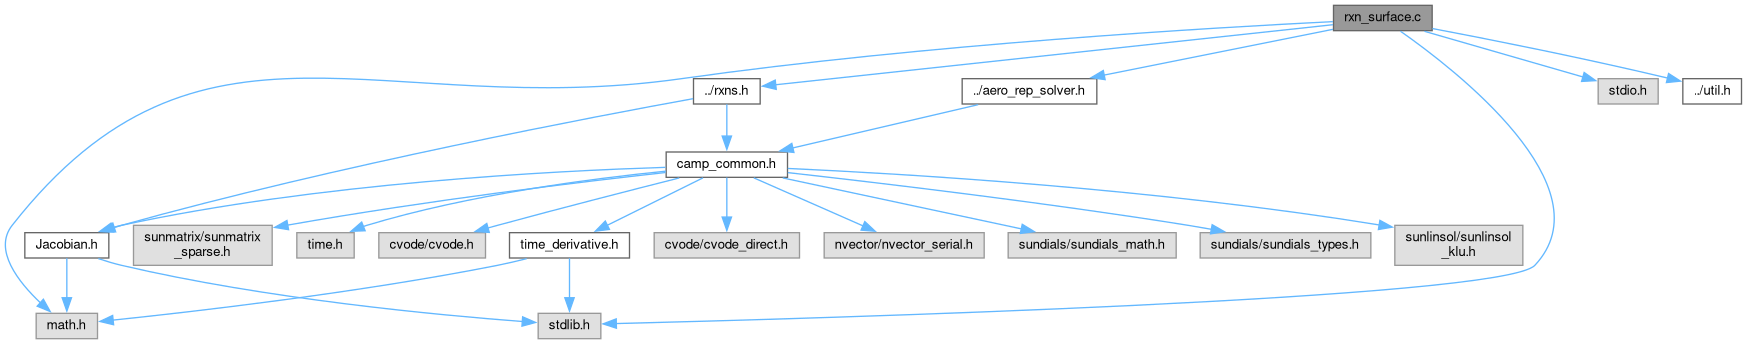 rxn_surface.c
../rxns.h
../aero_rep_solver.h
stdio.h
../util.h
camp_common.h
Jacobian.h
sunmatrix/sunmatrix
_sparse.h
time.h
cvode/cvode.h
time_derivative.h
cvode/cvode_direct.h
nvector/nvector_serial.h
sundials/sundials_math.h
sundials/sundials_types.h
sunlinsol/sunlinsol
_klu.h
math.h
stdlib.h